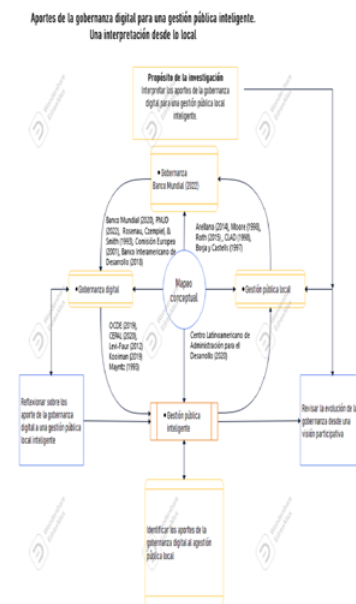 Aportes de la gobernanza digital para una gestión pública inteligente.
Una interpretación desde lo local
Propósito de la investigación
Interpretar los aportes de la gobernanza
digital para una gestión pública local
inteligente.
• Gobernanza
Banco Mundial (2022)
Banco Mundial (2020), PNUD
(2022), Rosenau, Czempiel, &
Smith (1993), Comisión Europea
(2001), Banco Interamericano de
Desarrollo (2018)
Arellano (2014), Moore (1998),
Roth (2015), CLAD (1998),
Borja y Castells (1997)
• Gobernanza digital
Mapeo
conceptual
• Gestión pública local
OCDE (2019),
CEPAL (2020),
Levi-Faur (2012)
Kooiman (2019)
Mayntz (1993)
Centro Latinoamericano de
Administración para el
Desarrollo (2020)
Reflexionar sobre los
aporte de la gobernanza
digital a una gestión pública
local inteligente
• Gestión pública
inteligente
Revisar la evolución de la
gobernanza desde una
visión participativa
Identificar los aportes de la
gobernanza digital al agestión
pública local